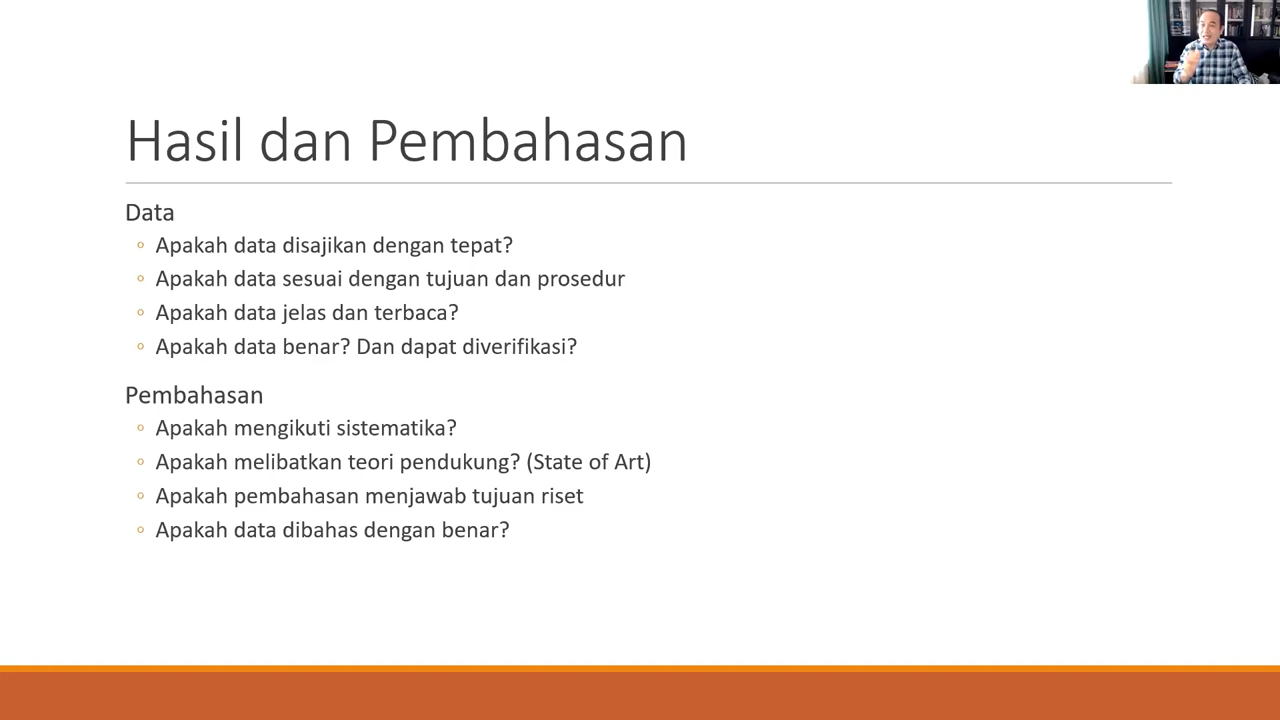 Hasil dan Pembahasan
Data
Apakah data disajikan dengan tepat?
Apakah data sesuai dengan tujuan dan prosedur
Apakah data jelas dan terbaca?
Apakah data benar? Dan dapat diverifikasi?
Pembahasan
Apakah mengikuti sistematika?
Apakah melibatkan teori pendukung? (State of Art)
Apakah pembahasan menjawab tujuan riset
Apakah data dibahas dengan benar?